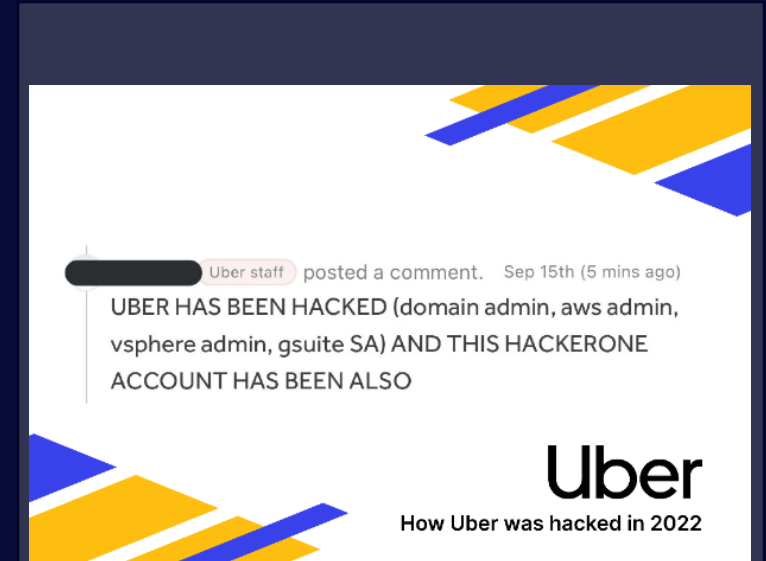 Uber staff posted a comment. Sep 15th (5 mins ago)
UBER HAS BEEN HACKED (domain admin, aws admin,
vsphere admin, gsuite SA) AND THIS HACKERONE
ACCOUNT HAS BEEN ALSO
Uber
How Uber was hacked in 2022